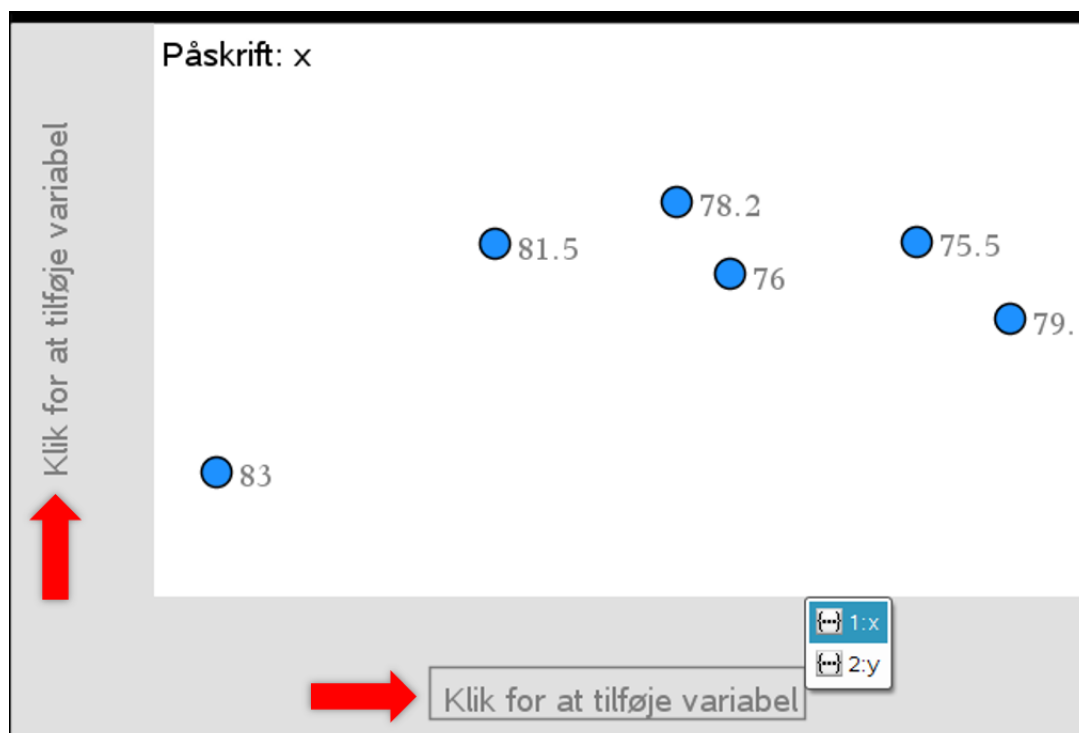 Påskrift: x
Klik for at tilføje variabel
78.2
81.5
75.5
76
79.
83
1:x
2:y
Klik for at tilføje variabel